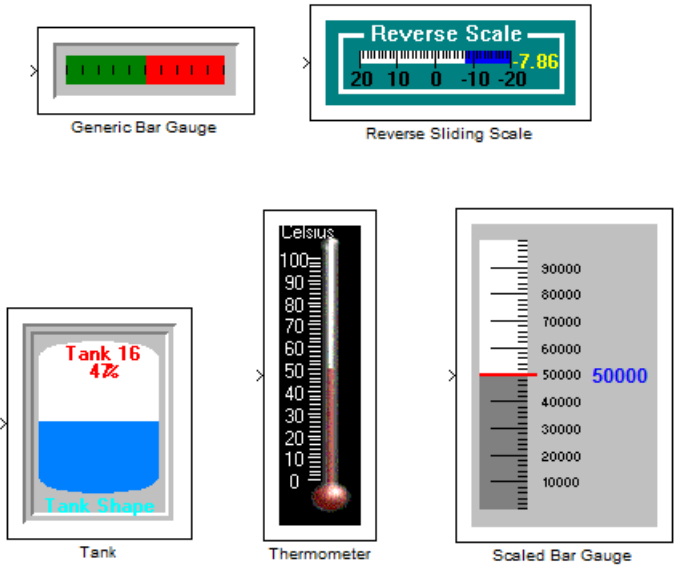 Generic Bar Gauge
Reverse Scale
-7.86
20 10 0 -10 -20
Reverse Sliding Scale
Tank 16
47%
Tank Shape
Tank
Celsius
100
90
80
70
60
50
40
30
20
10
0
Thermometer
90000
80000
70000
60000
50000 50000
40000
30000
20000
10000
Scaled Bar Gauge